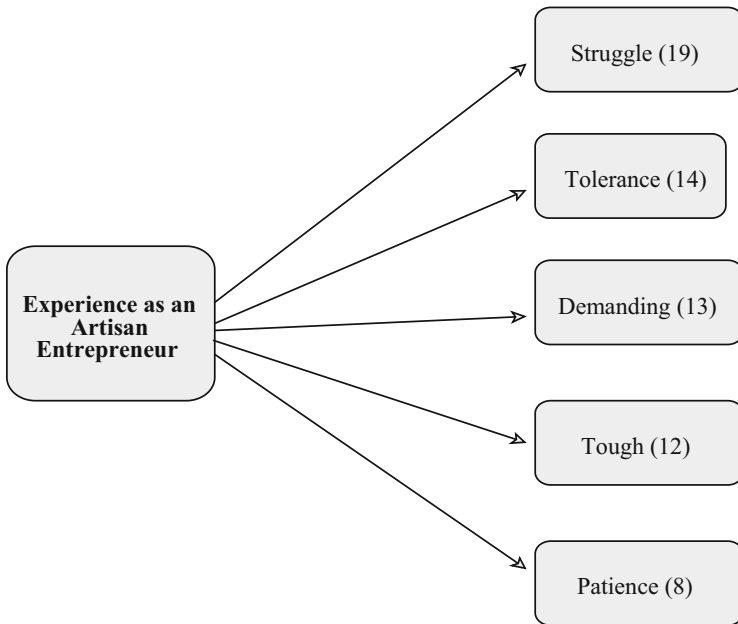 Struggle (19)
Tolerance (14)
Experience as an
Artisan
Entrepreneur
Demanding (13)
Tough (12)
Patience (8)